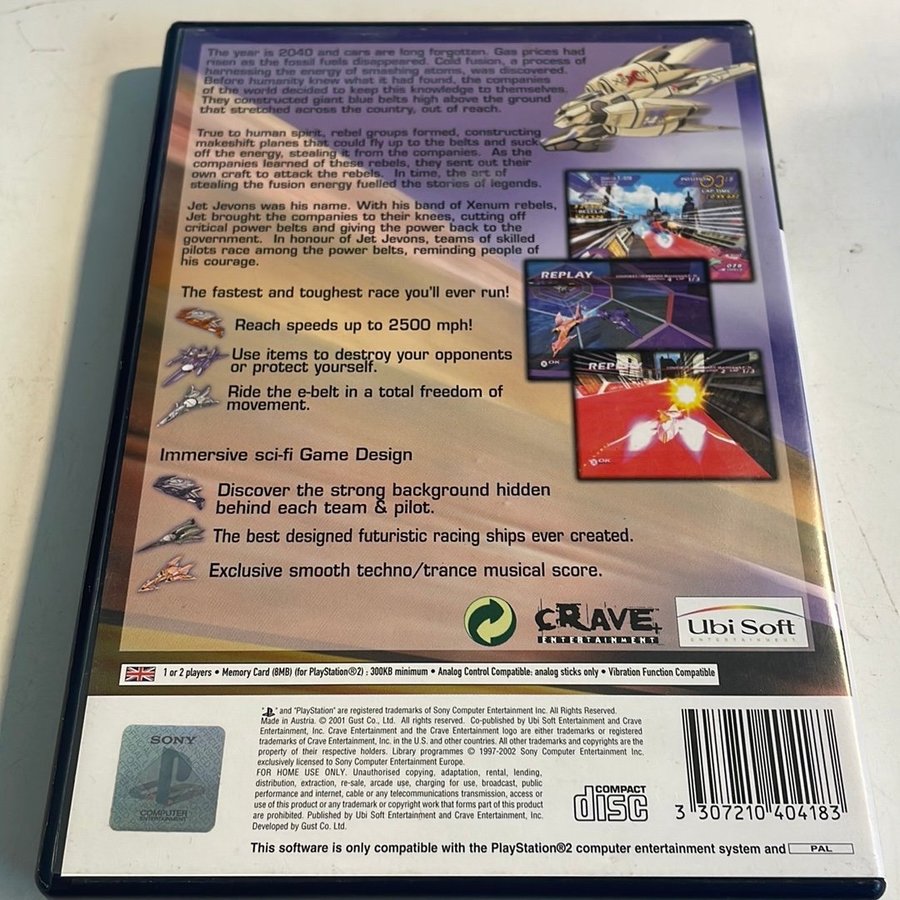 The year is 2040 and cars are long forgotten. Gas prices had
risen as the fossil fuels disappeared. Cold fusion, a process of
harnessing the energy of smashing atoms, was discovered.
Before humanity knew what it had found, the companies
of the world decided to keep this knowledge to themselves.
They constructed giant blue belts high above the ground
that stretched across the country, out of reach.
True to human spirit, rebel groups formed, constructing
makeshift planes that could fly up to the belts and suck
off the energy, stealing it from the companies. As the
companies learned of these rebels, they sent out their
own craft to attack the rebels. In time, the art of
stealing the fusion energy fuelled the stories of legends.
Jet Jevons was his name. With his band of Xenum rebels,
Jet brought the companies to their knees, cutting off
critical power belts and giving the power back to the
government. In honour of Jet Jevons, teams of skilled
pilots race among the power belts, reminding people of
his courage.
The fastest and toughest race you'll ever run!
Reach speeds up to 2500 mph!
Use items to destroy your opponents
or protect yourself.
Ride the e-belt in a total freedom of
movement.
REPLAY
OK
REPLAY
OK
Immersive sci-fi Game Design
Discover the strong background hidden
behind each team & pilot.
The best designed futuristic racing ships ever created.
Exclusive smooth techno/trance musical score.
CRAVE
ENTERTAINMENT
Ubi Soft
ENTERTAINMENT
1 or 2 players • Memory Card (8MB) (for PlayStation®2) : 300KB minimum • Analog Control Compatible: analog sticks only • Vibration Function Compatible
SONY
COMPUTER
ENTERTAINMENT
" " and "PlayStation" are registered trademarks of Sony Computer Entertainment Inc. All Rights Reserved.
Made in Austria. © 2001 Gust Co., Ltd. All rights reserved. Co-published by Ubi Soft Entertainment and Crave
Entertainment, Inc. Crave Entertainment and the Crave Entertainment logo are either trademarks or registered
trademarks of Crave Entertainment, Inc. in the U.S. and other countries. All other trademarks and copyrights are the
property of their respective holders. Library programmes © 1997-2002 Sony Computer Entertainment Inc.
exclusively licensed to Sony Computer Entertainment Europe.
FOR HOME USE ONLY. Unauthorised copying, adaptation, rental, lending,
distribution, extraction, re-sale, arcade use, charging for use, broadcast, public
performance and internet, cable or any telecommunications transmission, access or
use of this product or any trademark or copyright work that forms part of this product
are prohibited. Published by Ubi Soft Entertainment and Crave Entertainment, Inc.
Developed by Gust Co. Ltd.
COMPACT
disc
3 307210 404183
This software is only compatible with the PlayStation®2 computer entertainment system and PAL